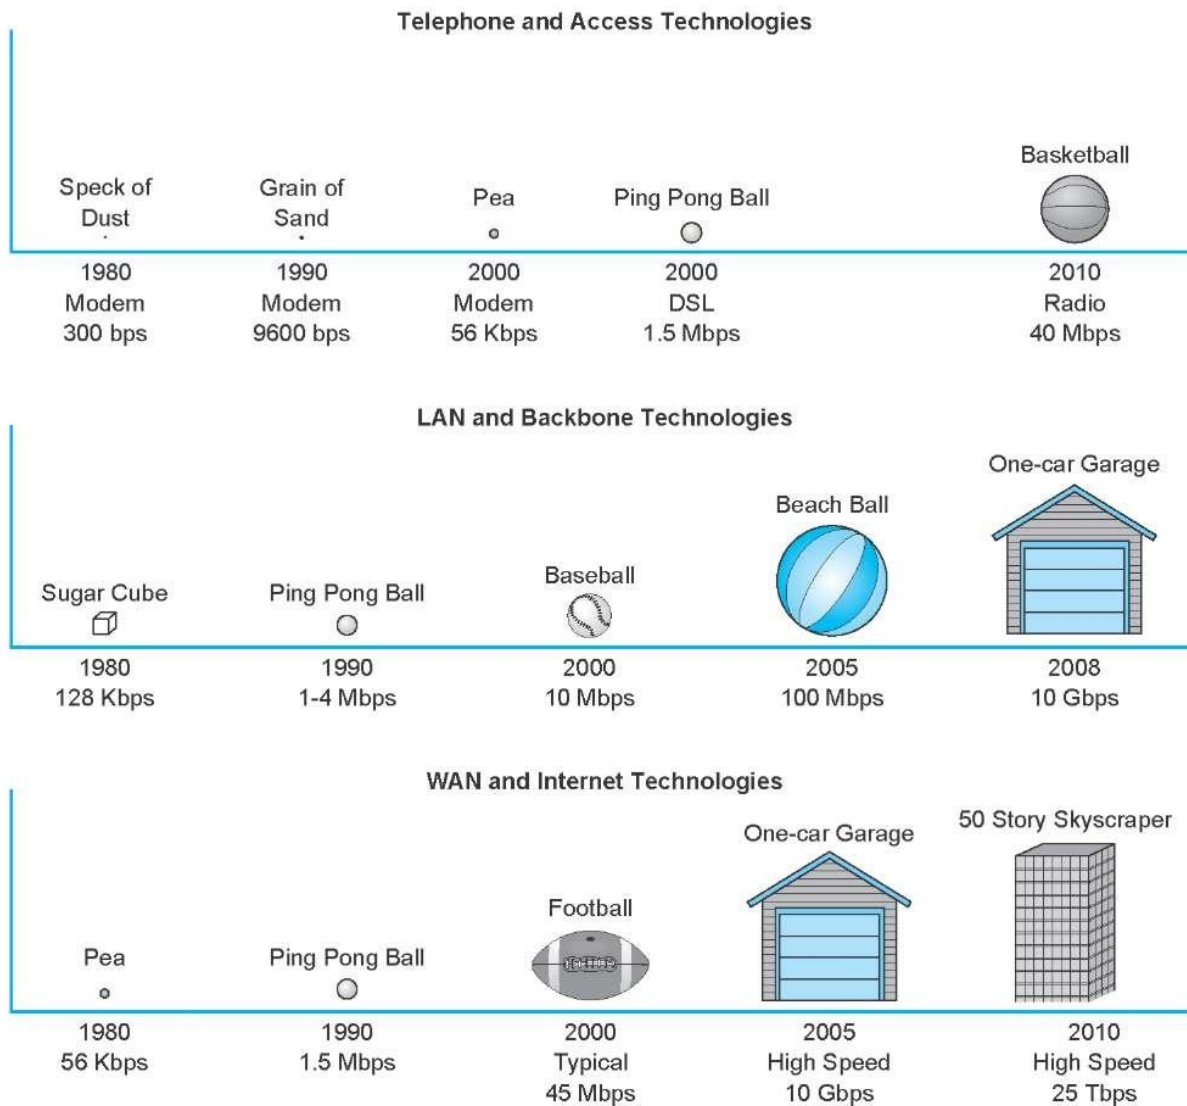 Telephone and Access Technologies
Speck of
Dust
Grain of
Sand
Pea
Ping Pong Ball
Basketball
1980
Modem
300 bps
1990
Modem
9600 bps
2000
Modem
56 Kbps
2000
DSL
1.5 Mbps
2010
Radio
40 Mbps
LAN and Backbone Technologies
Sugar Cube
Ping Pong Ball
Baseball
Beach Ball
One-car Garage
1980
128 Kbps
1990
1-4 Mbps
2000
10 Mbps
2005
100 Mbps
2008
10 Gbps
WAN and Internet Technologies
Pea
Ping Pong Ball
Football
One-car Garage
50 Story Skyscraper
1980
56 Kbps
1990
1.5 Mbps
2000
Typical
45 Mbps
2005
High Speed
10 Gbps
2010
High Speed
25 Tbps